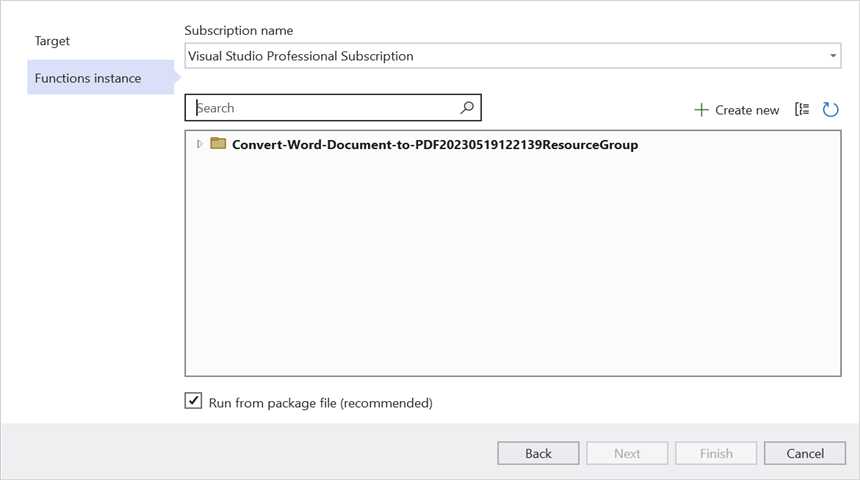 Target
Functions instance
Subscription name
Visual Studio Professional Subscription
Search
Create new
Convert-Word-Document-to-PDF20230519122139ResourceGroup
Run from package file (recommended)
Back
Next
Finish
Cancel